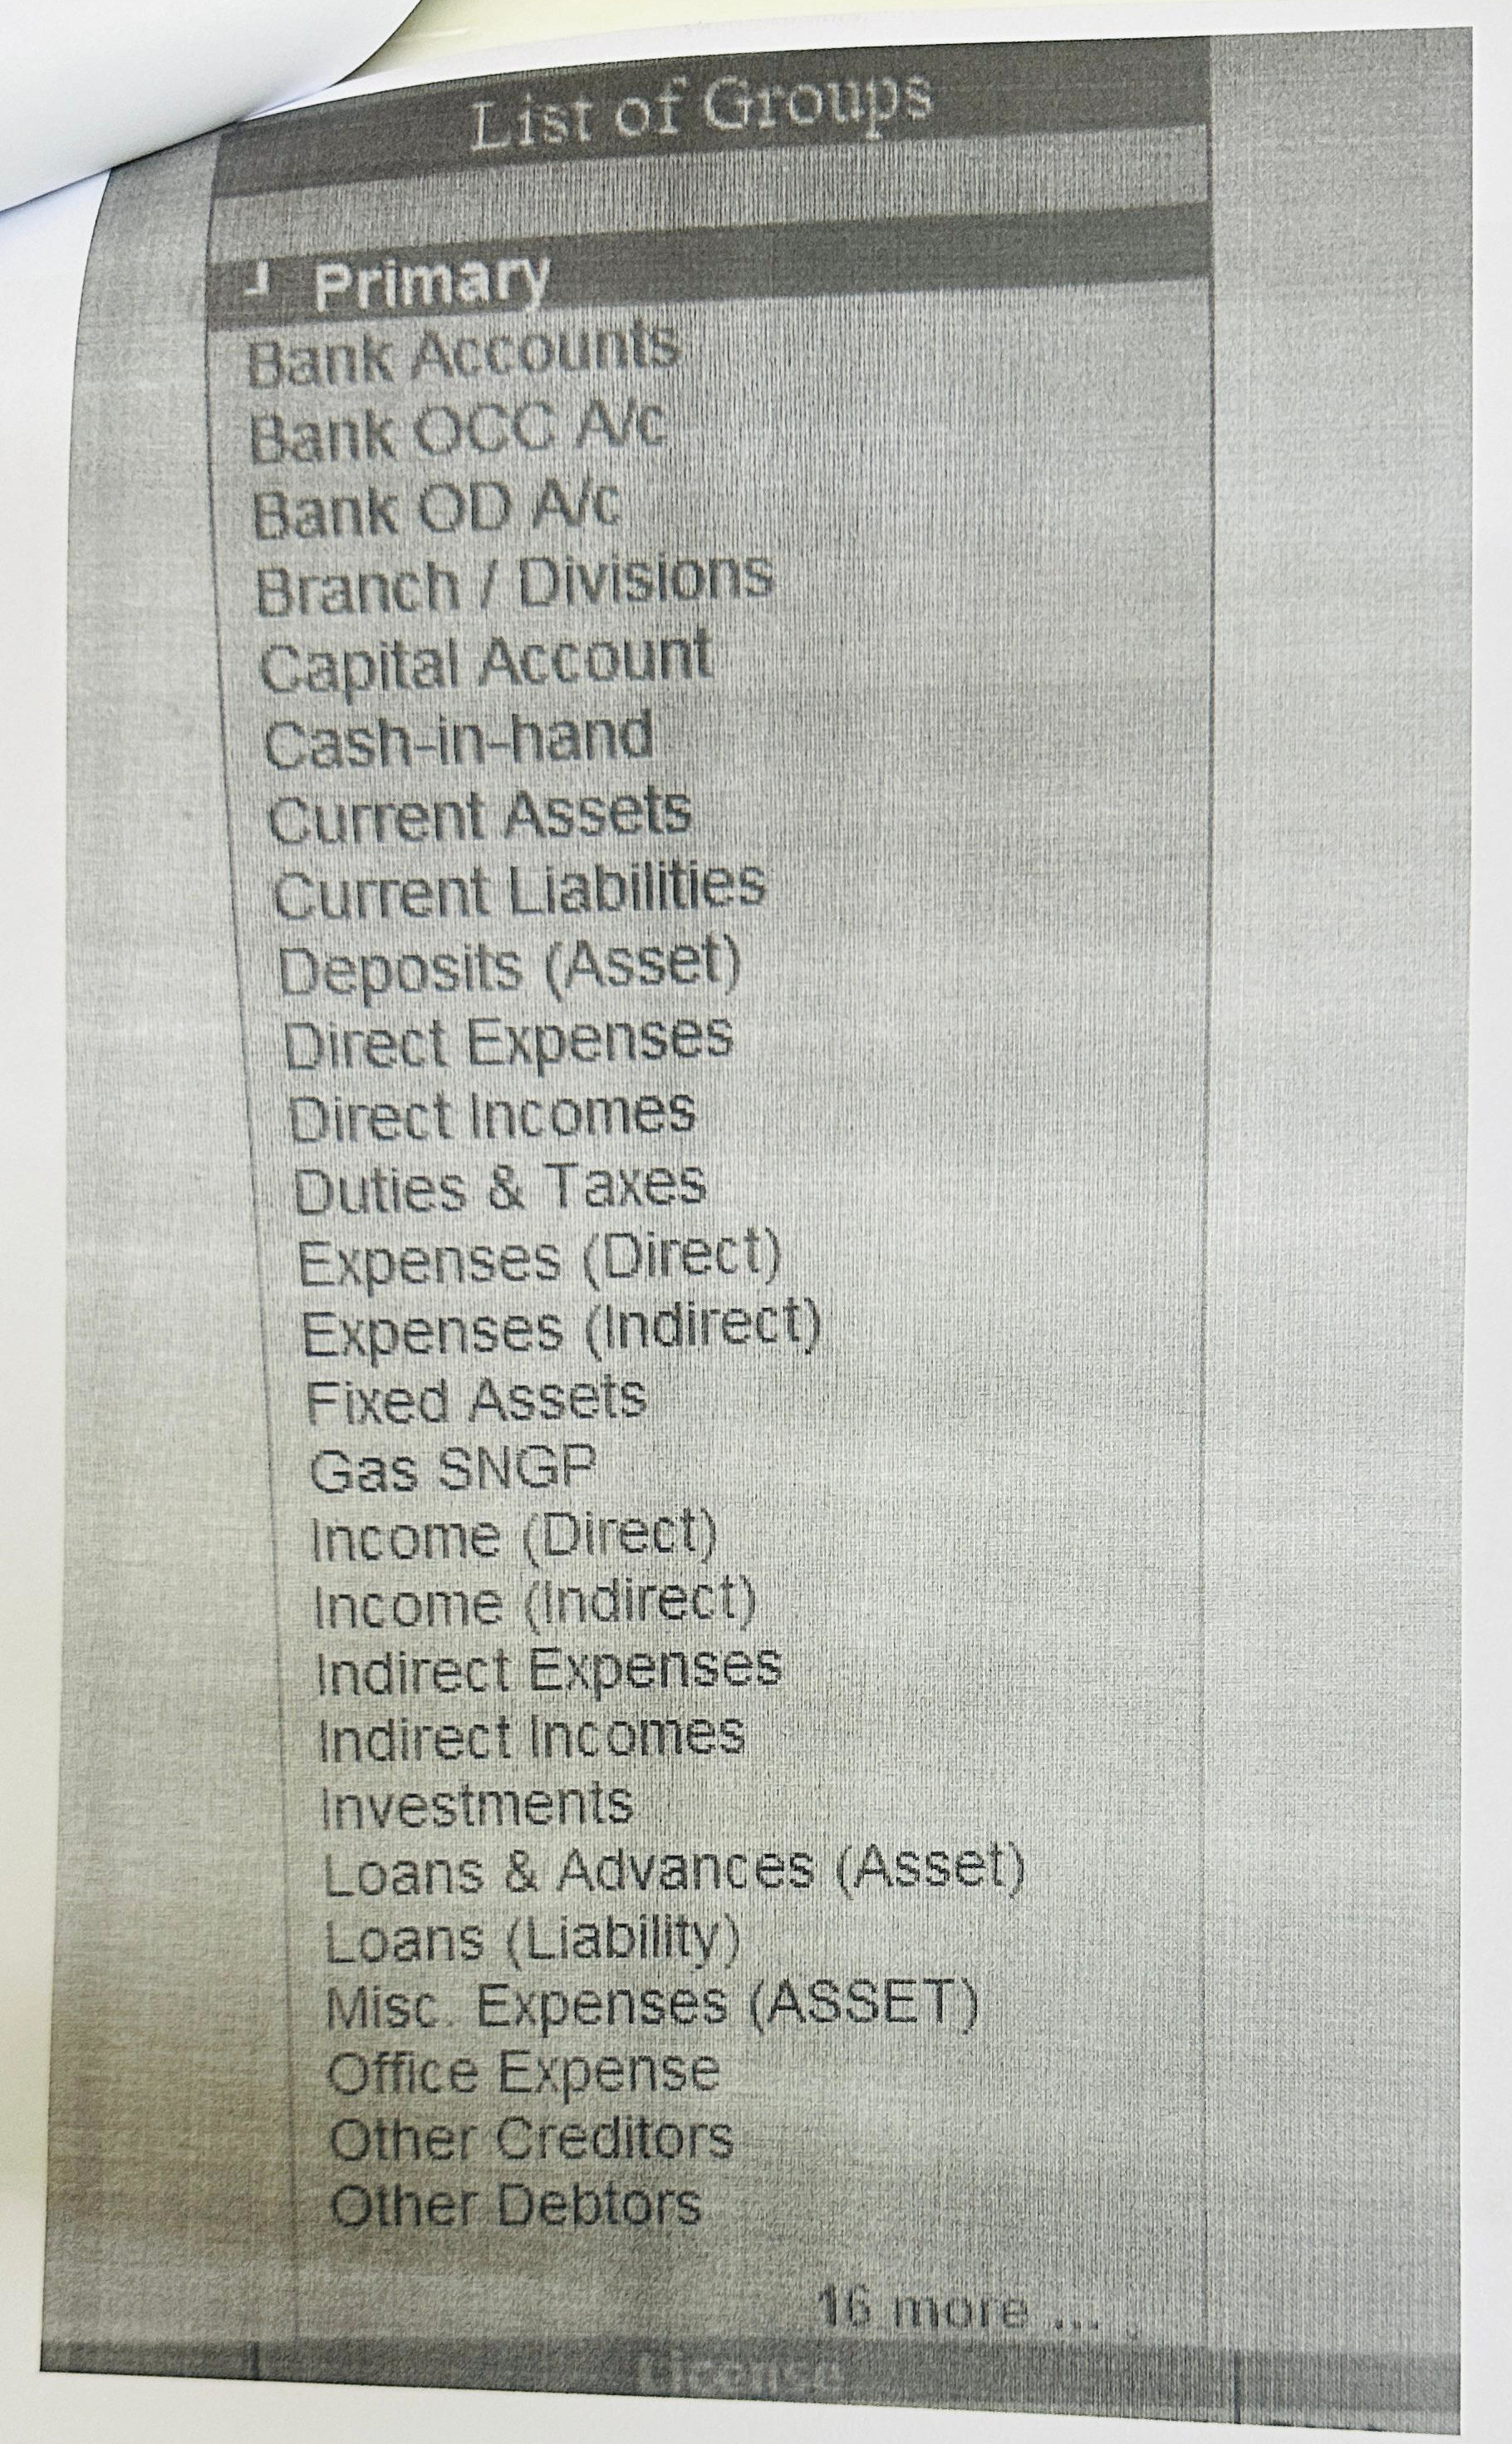 List of Groups
Primary
Bank Accounts
Bank OCC A/c
Bank OD A/c
Branch / Divisions
Capital Account
Cash-in-hand
Current Assets
Current Liabilities
Deposits (Asset)
Direct Expenses
Direct Incomes
Duties & Taxes
Expenses (Direct)
Expenses (Indirect)
Fixed Assets
Gas SNGP
Income (Direct)
Income (Indirect)
Indirect Expenses
Indirect Incomes
Investments
Loans & Advances (Asset)
Loans (Liability)
Misc. Expenses (ASSET)
Office Expense
Other Creditors
Other Debtors
16 more ...
License